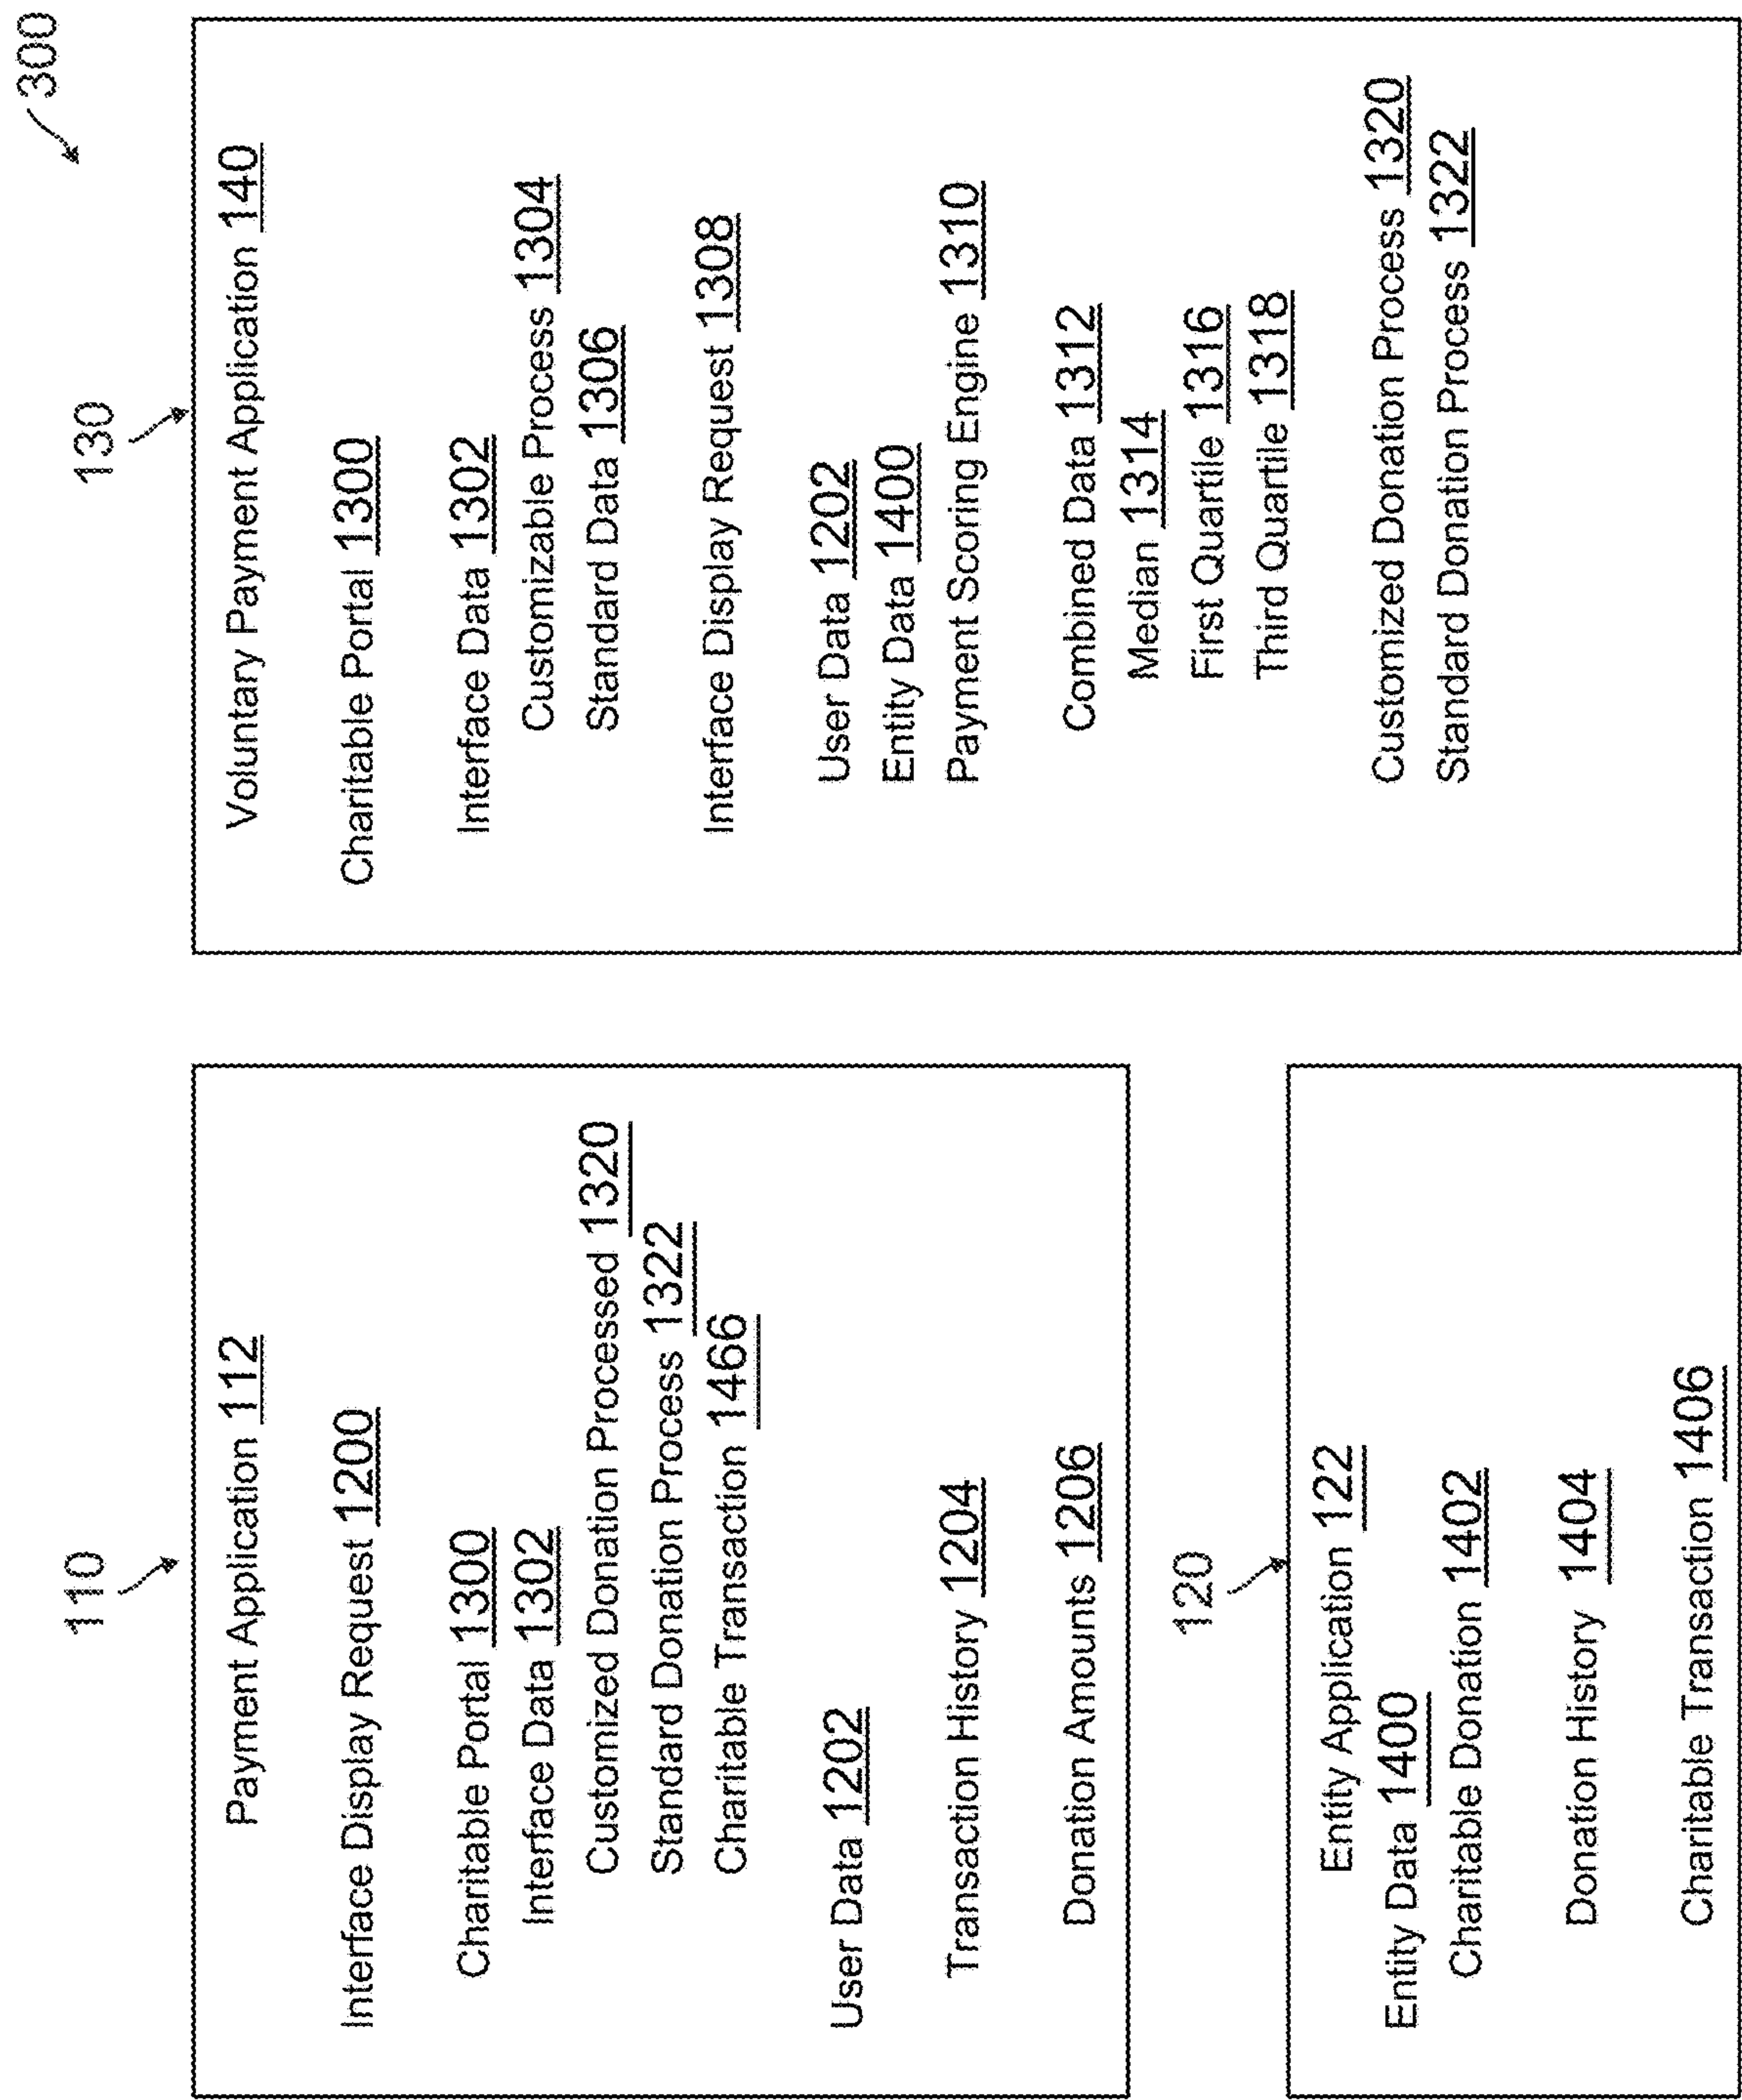 300
110
Payment Application 112
Interface Display Request 1200
Charitable Portal 1300
Interface Data 1302
Customized Donation Processed 1320
Standard Donation Process 1322
Charitable Transaction 1466
User Data 1202
Transaction History 1204
Donation Amounts 1206
120
Entity Application 122
Entity Data 1400
Charitable Donation 1402
Donation History 1404
Charitable Transaction 1406
130
Voluntary Payment Application 140
Charitable Portal 1300
Interface Data 1302
Customizable Process 1304
Standard Data 1306
Interface Display Request 1308
User Data 1202
Entity Data 1400
Payment Scoring Engine 1310
Combined Data 1312
Median 1314
First Quartile 1316
Third Quartile 1318
Customized Donation Process 1320
Standard Donation Process 1322